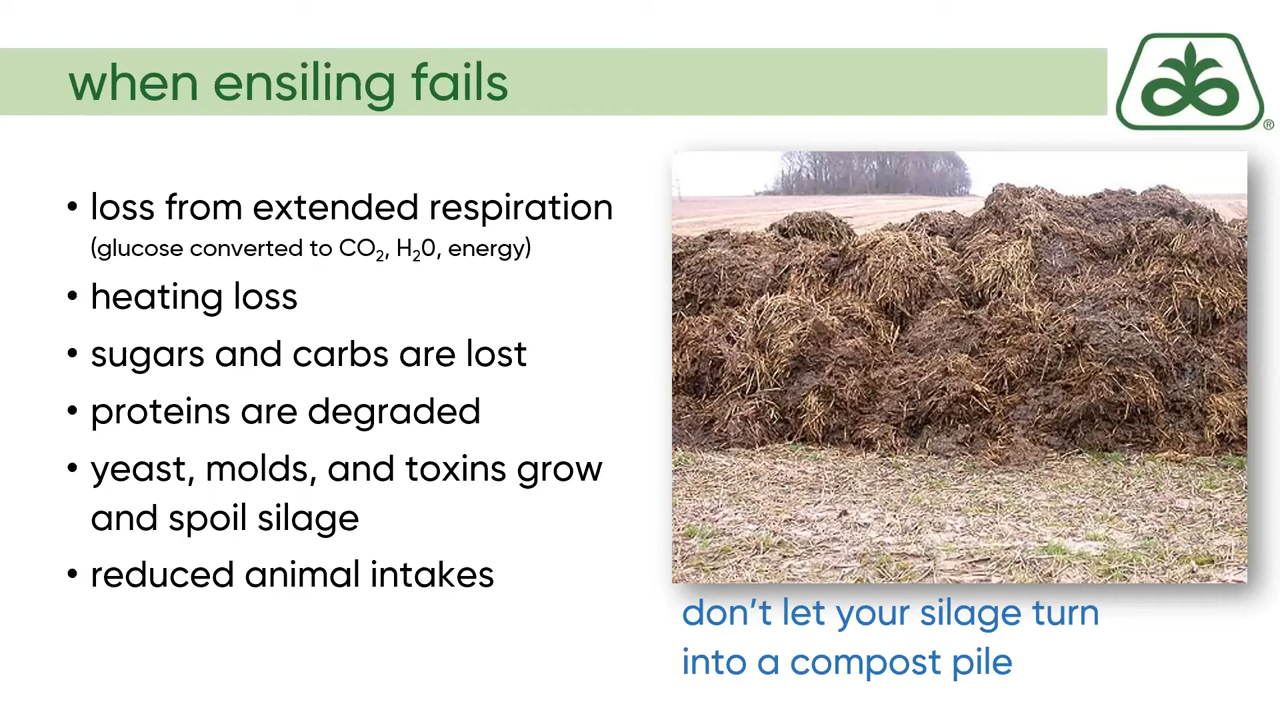 when ensiling fails
®
• loss from extended respiration
(glucose converted to CO₂, H₂0, energy)
• heating loss
• sugars and carbs are lost
• proteins are degraded
• yeast, molds, and toxins grow
and spoil silage
• reduced animal intakes
don’t let your silage turn
into a compost pile